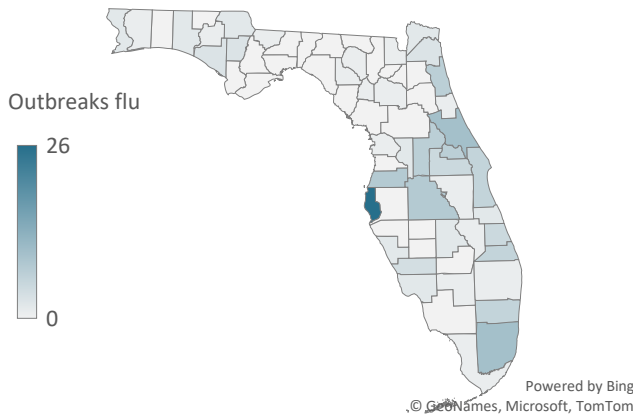 Outbreaks flu
26
0
Powered by Bing
© GeoNames, Microsoft, TomTom